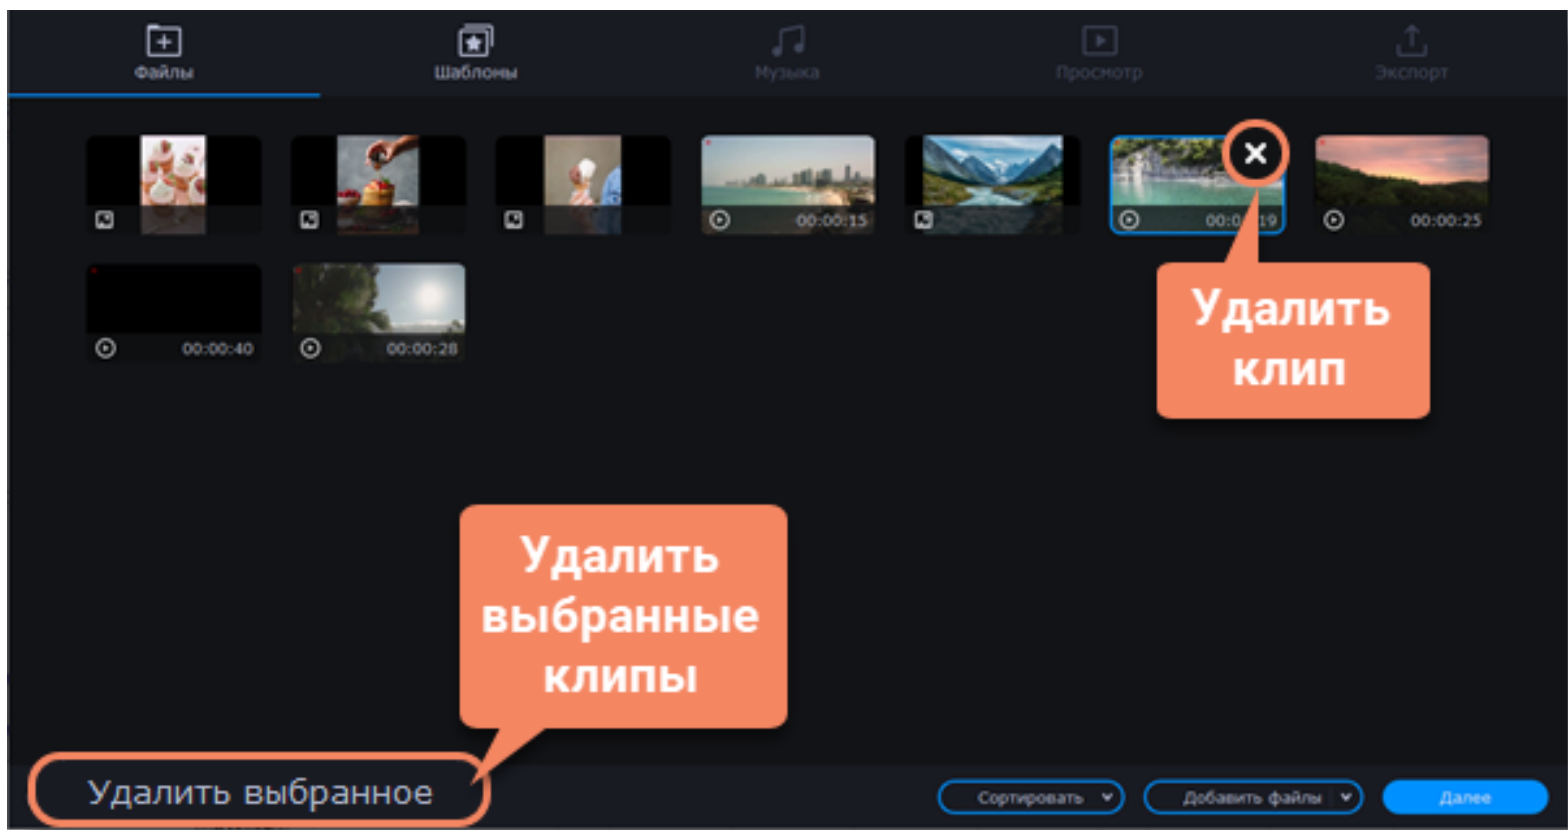 Файлы
Шаблоны
Музыка
Просмотр
Экспорт
00:00:15
00:00:25
00:00:40
00:00:28
Удалить
клип
Удалить
выбранные
клипы
Удалить выбранное
Сортировать
Добавить файлы
Далее